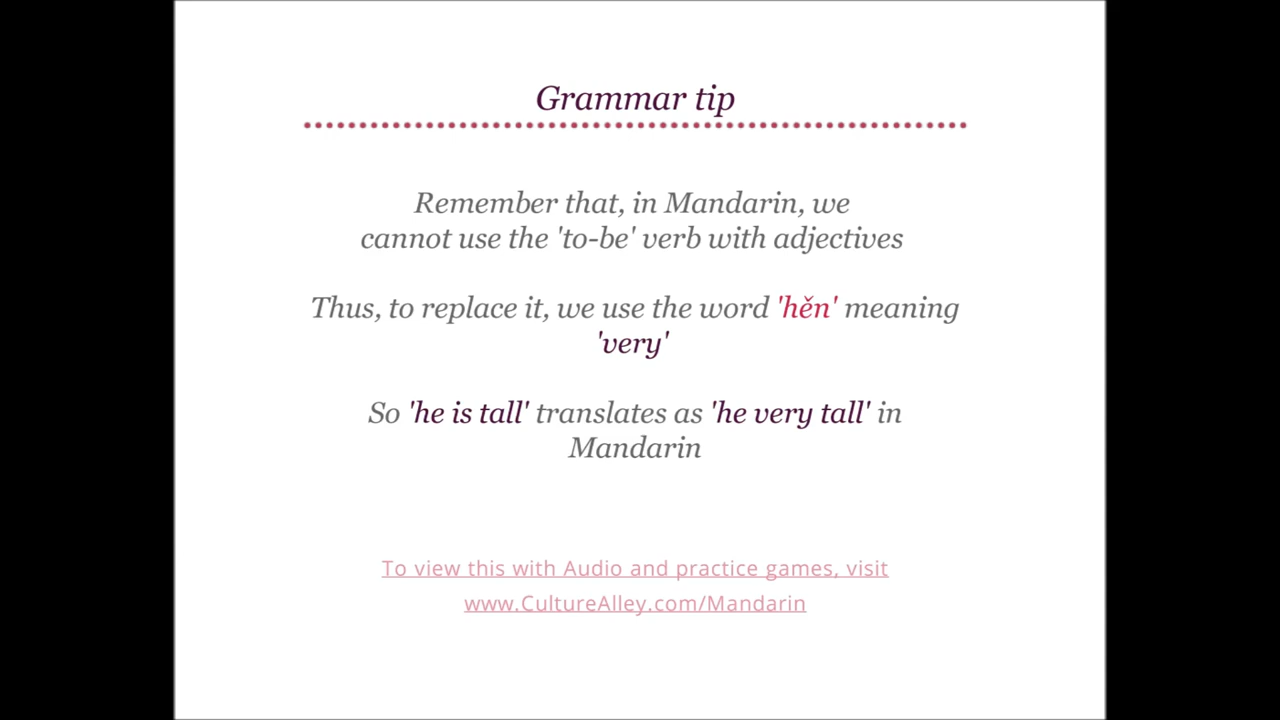 Grammar tip
Remember that, in Mandarin, we
cannot use the 'to-be' verb with adjectives
Thus, to replace it, we use the word 'hěn' meaning
'very'
So 'he is tall' translates as 'he very tall' in
Mandarin
To view this with Audio and practice games, visit
www.CultureAlley.com/Mandarin